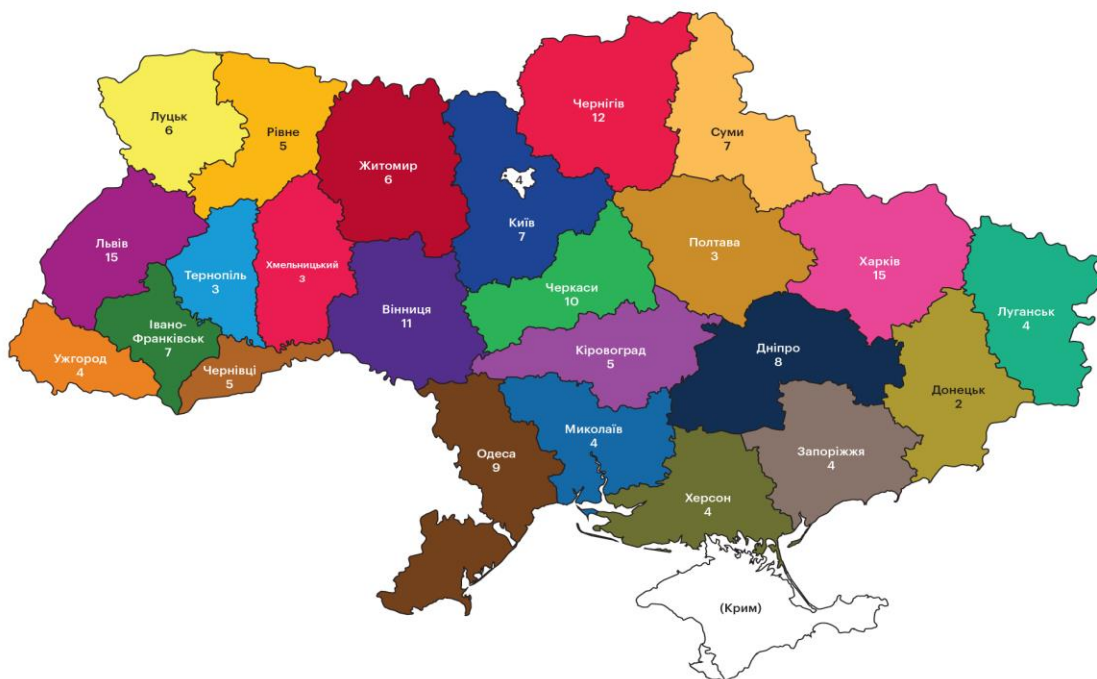 Чернігів
12
Суми
7
Луцьк
6
Рівне
5
Житомир
6
4
Київ
7
Львів
15
Тернопіль
3
Хмельницький
3
Полтава
3
Харків
15
Черкаси
10
Вінниця
11
Луганськ
4
Івано-
Франківськ
7
Ужгород
4
Чернівці
5
Кіровоград
5
Дніпро
8
Донецьк
2
Миколаїв
4
Одеса
9
Запоріжжя
4
Херсон
4
(Крим)